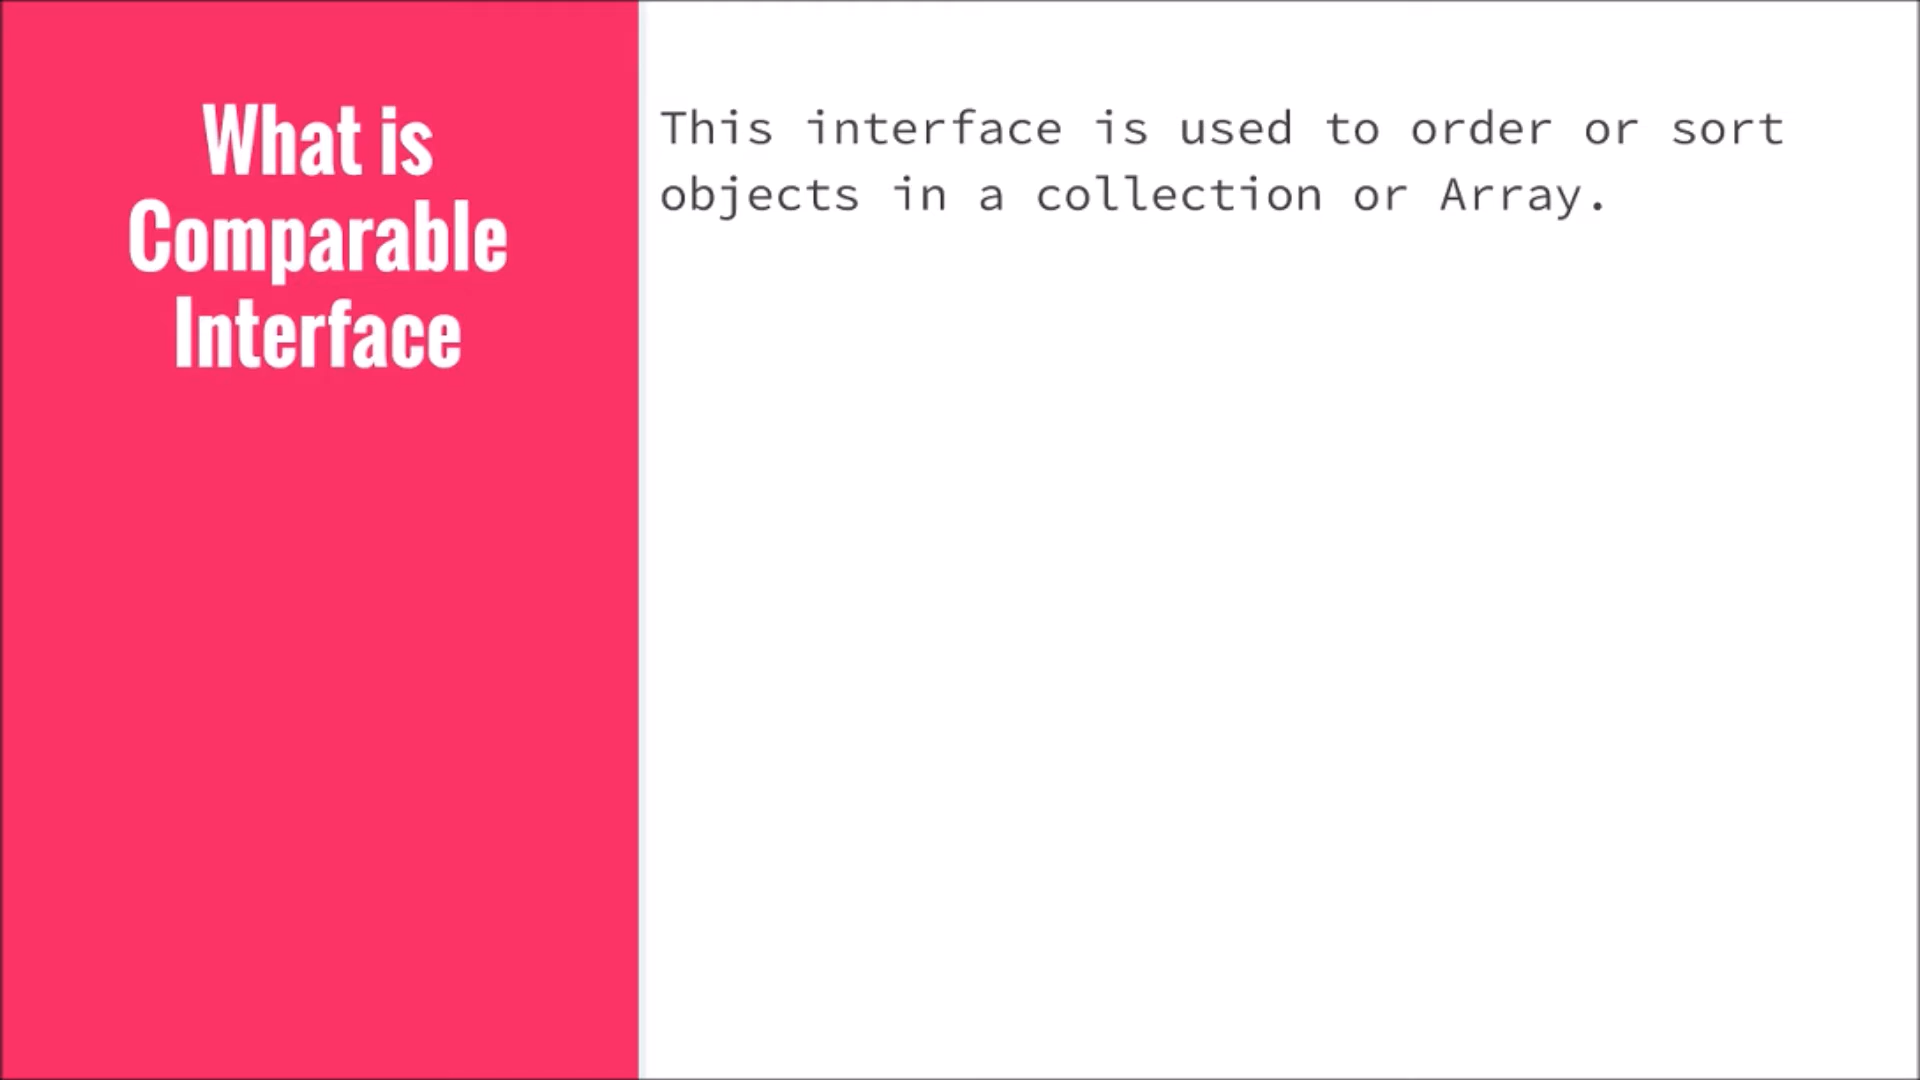 What is
Comparable
Interface
This interface is used to order or sort
objects in a collection or Array.